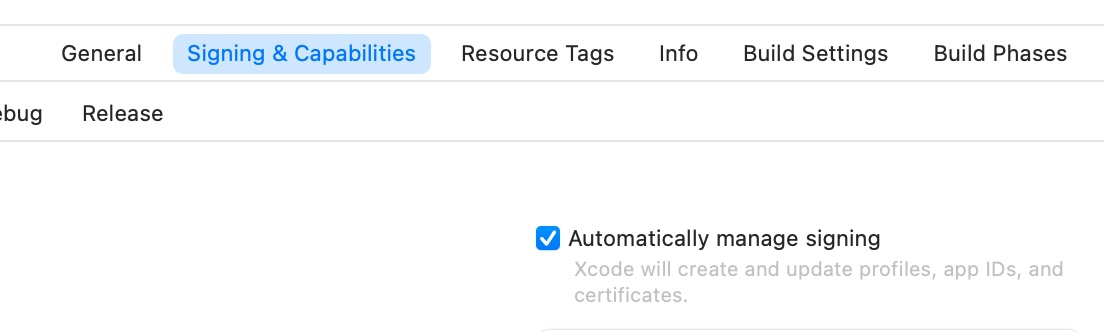 General Signing & Capabilities Resource Tags Info Build Settings Build Phases
ebug Release
Automatically manage signing
Xcode will create and update profiles, app IDs, and
certificates.